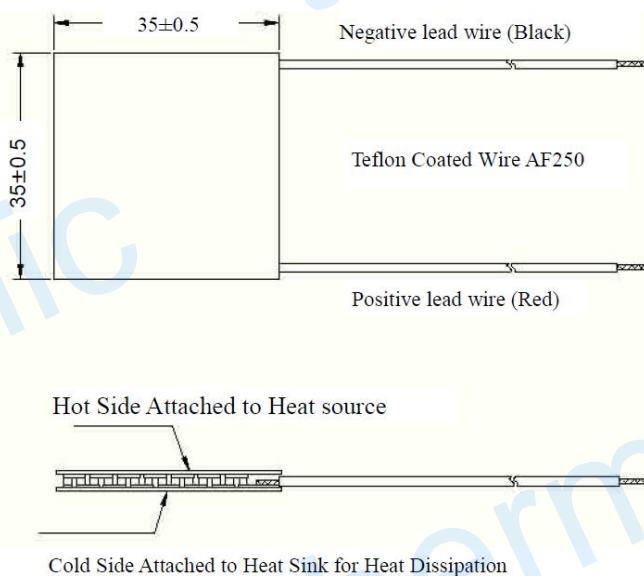 35±0.5
Negative lead wire (Black)
35±0.5
Teflon Coated Wire AF250
Positive lead wire (Red)
Hot Side Attached to Heat source
Cold Side Attached to Heat Sink for Heat Dissipation